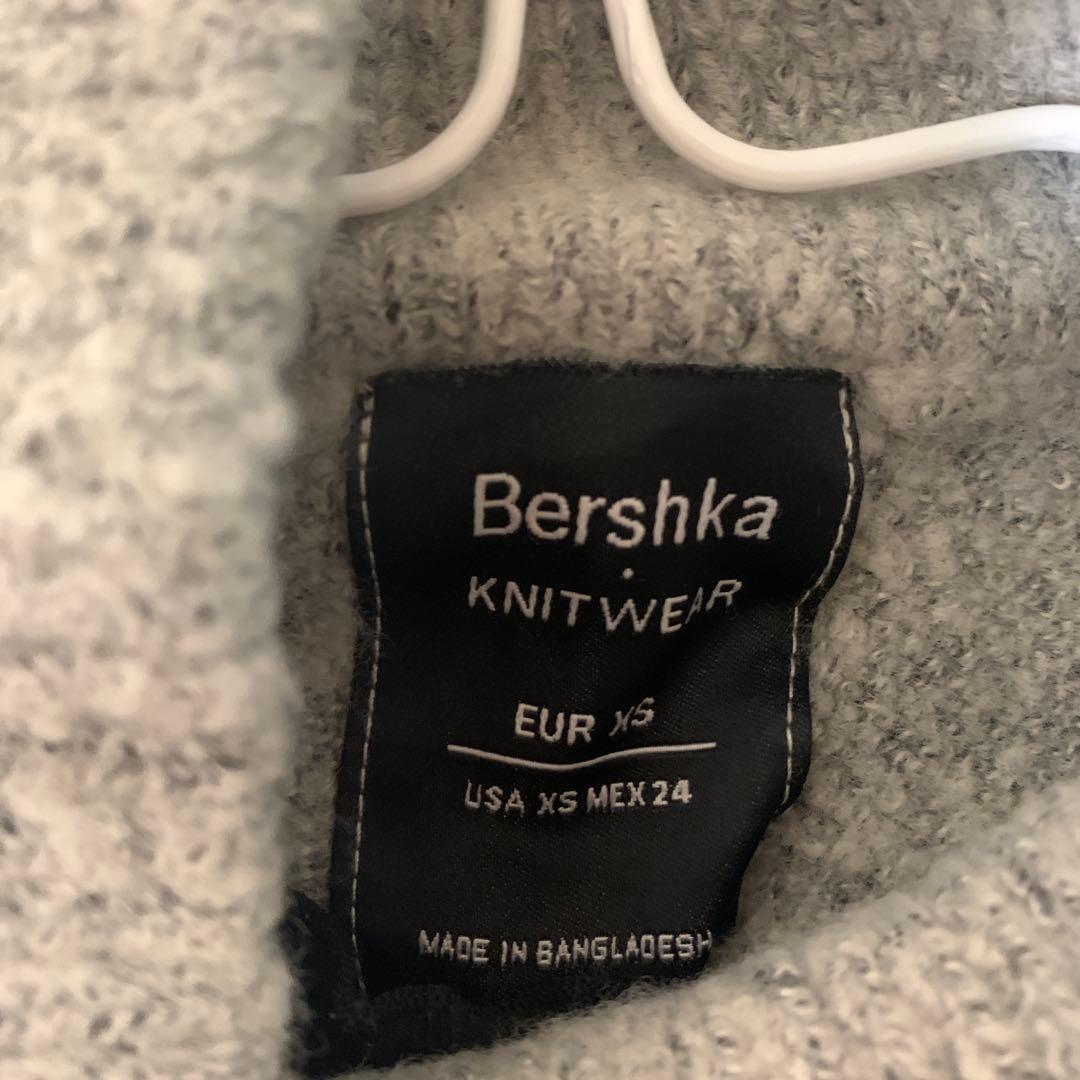 Bershka
KNITWEAR
EUR XS
USA XS MEX 24
MADE IN BANGLADESH